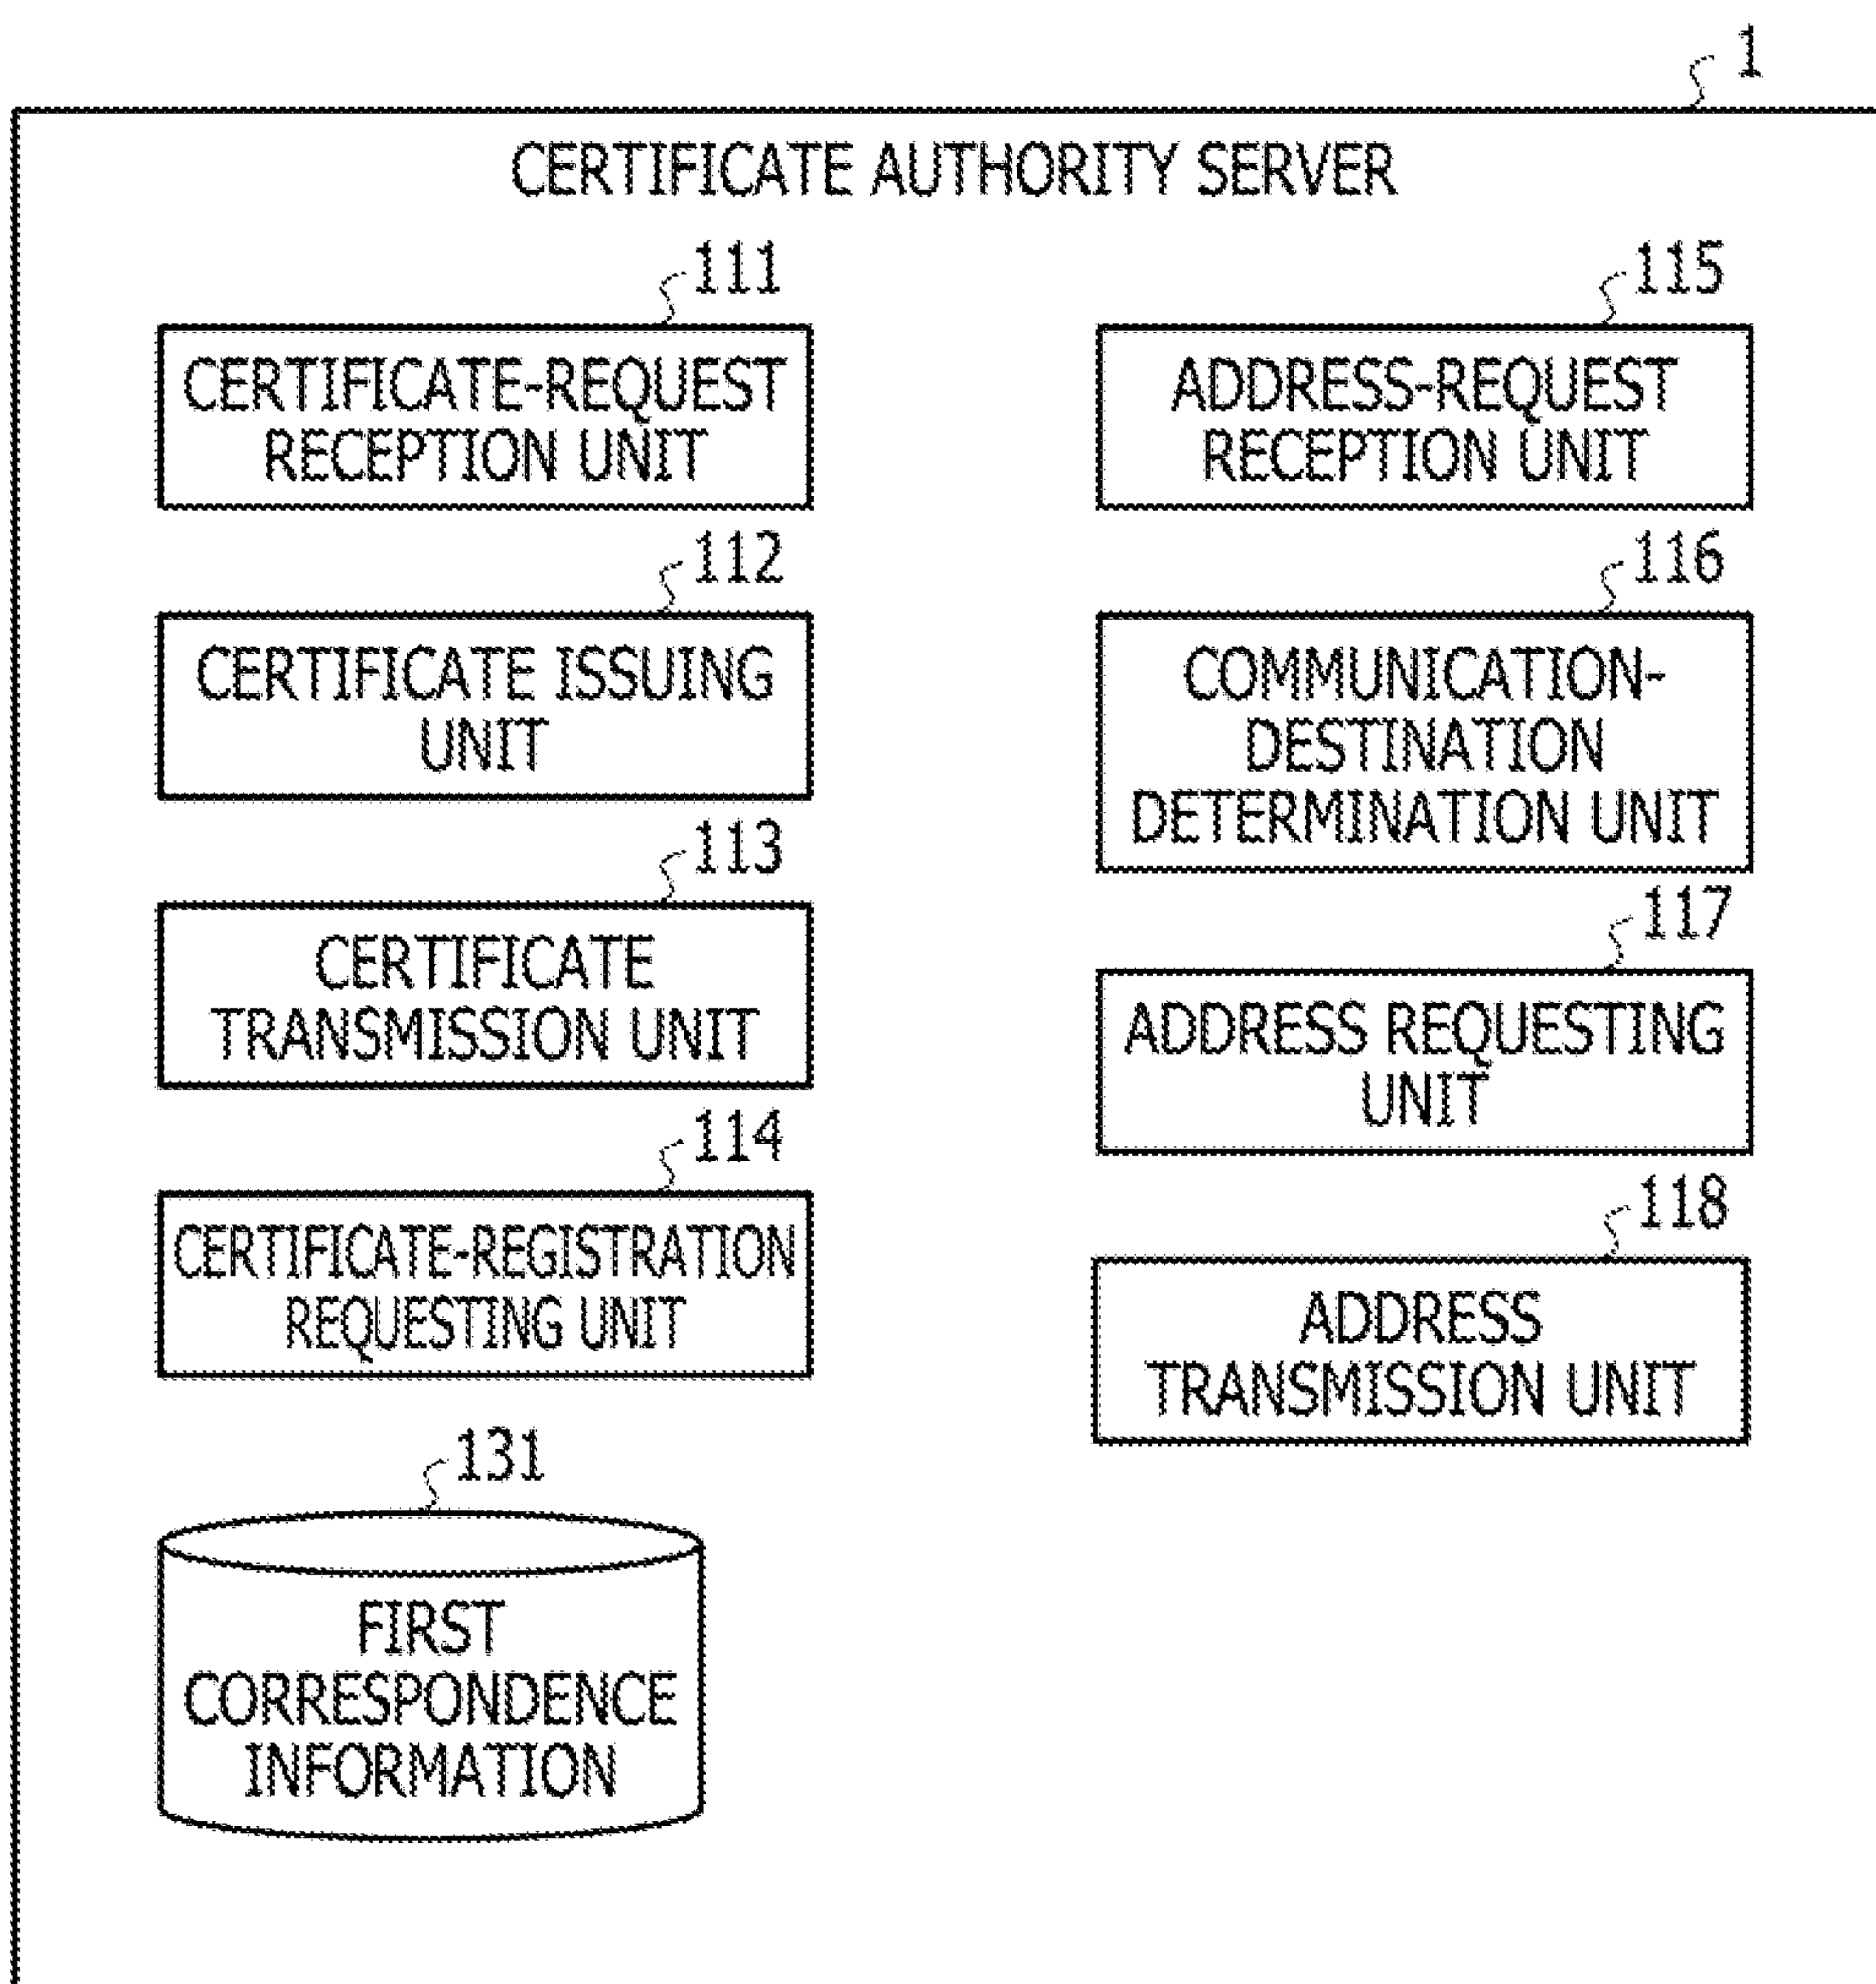 1
CERTIFICATE AUTHORITY SERVER
111
CERTIFICATE-REQUEST
RECEPTION UNIT
112
CERTIFICATE ISSUING
UNIT
113
CERTIFICATE
TRANSMISSION UNIT
114
CERTIFICATE-REGISTRATION
REQUESTING UNIT
131
FIRST
CORRESPONDENCE
INFORMATION
115
ADDRESS-REQUEST
RECEPTION UNIT
116
COMMUNICATION-
DESTINATION
DETERMINATION UNIT
117
ADDRESS REQUESTING
UNIT
118
ADDRESS
TRANSMISSION UNIT